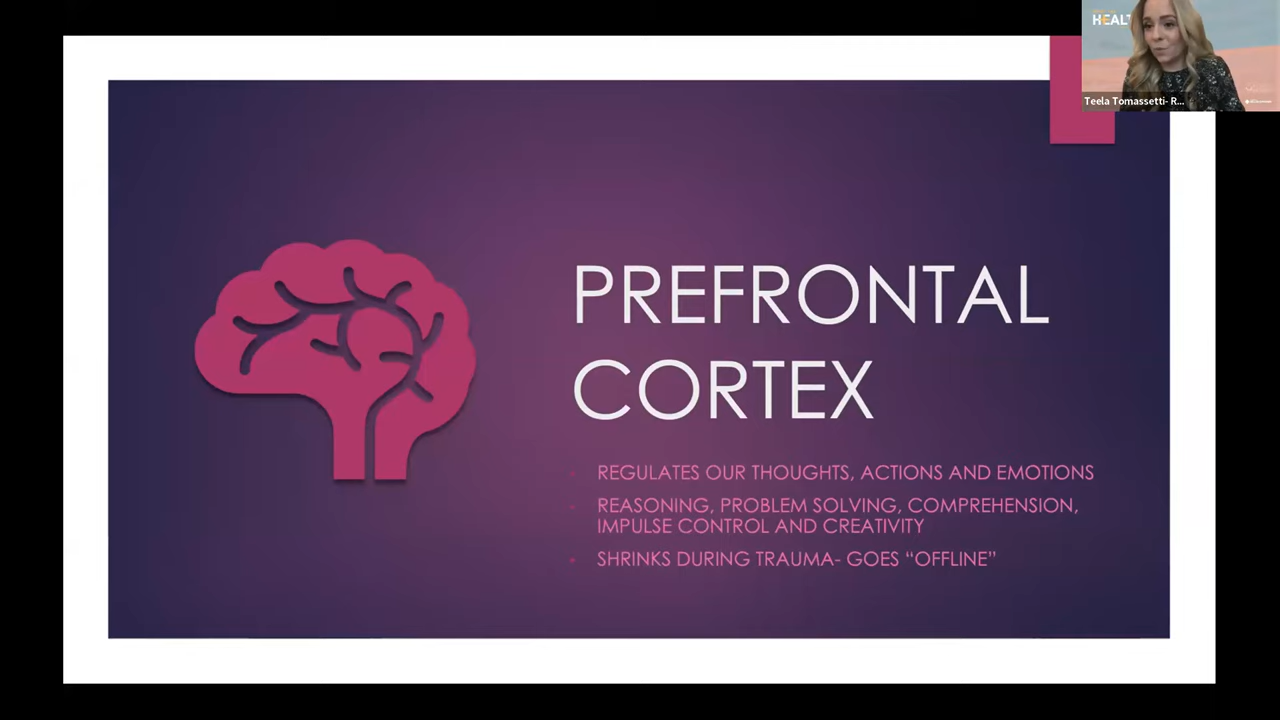 HEALT
Teela Tomassetti- R...
PREFRONTAL
CORTEX
REGULATES OUR THOUGHTS, ACTIONS AND EMOTIONS
REASONING, PROBLEM SOLVING, COMPREHENSION,
IMPULSE CONTROL AND CREATIVITY
SHRINKS DURING TRAUMA- GOES “OFFLINE”